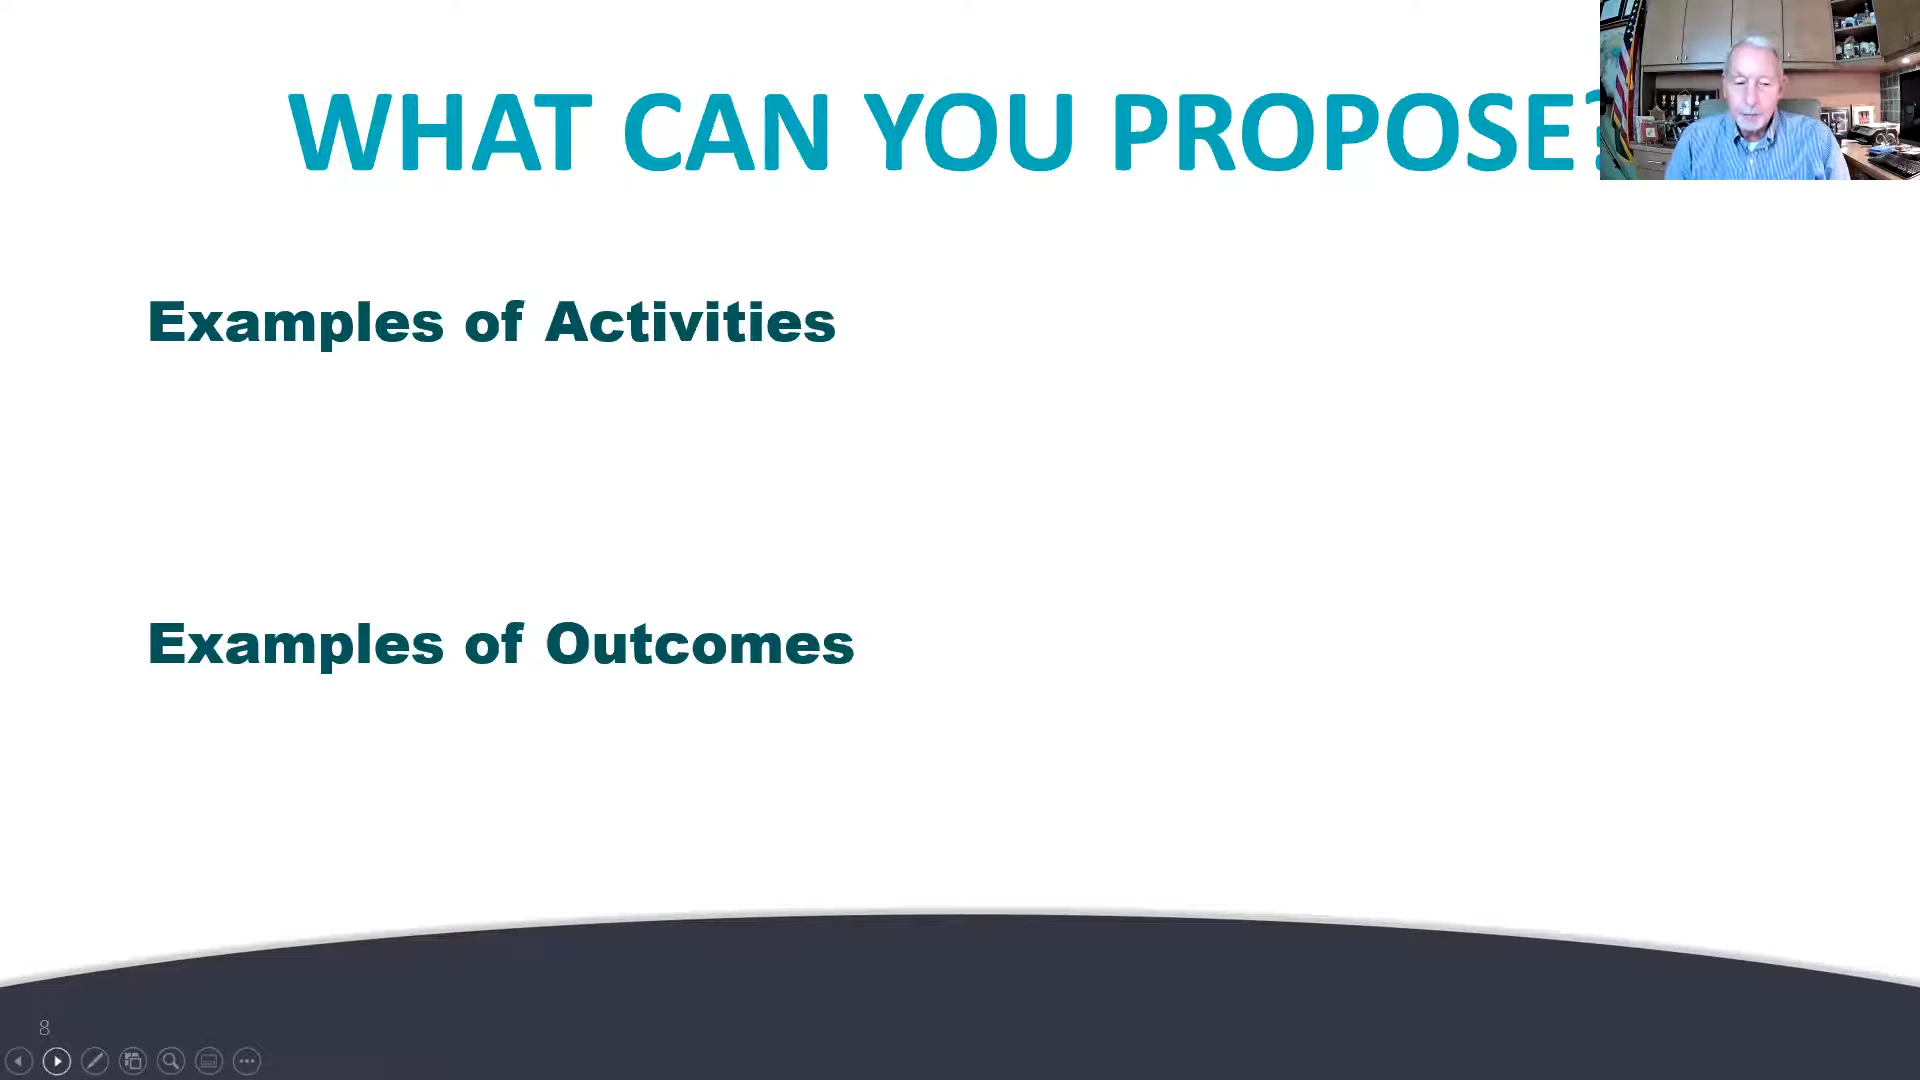 WHAT CAN YOU PROPOSE?
Examples of Activities
Examples of Outcomes
8